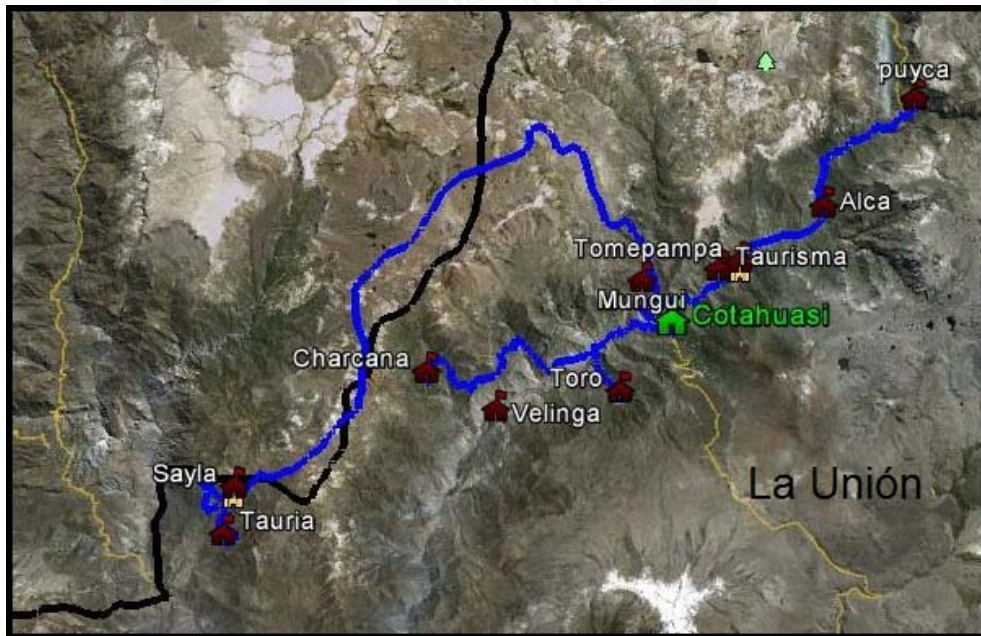 puyca
Alca
Tomepampa
Taurisma
Mungui
Cotahuasi
Charcana
Toro
Velinga
Sayla
La Unión
Tauria